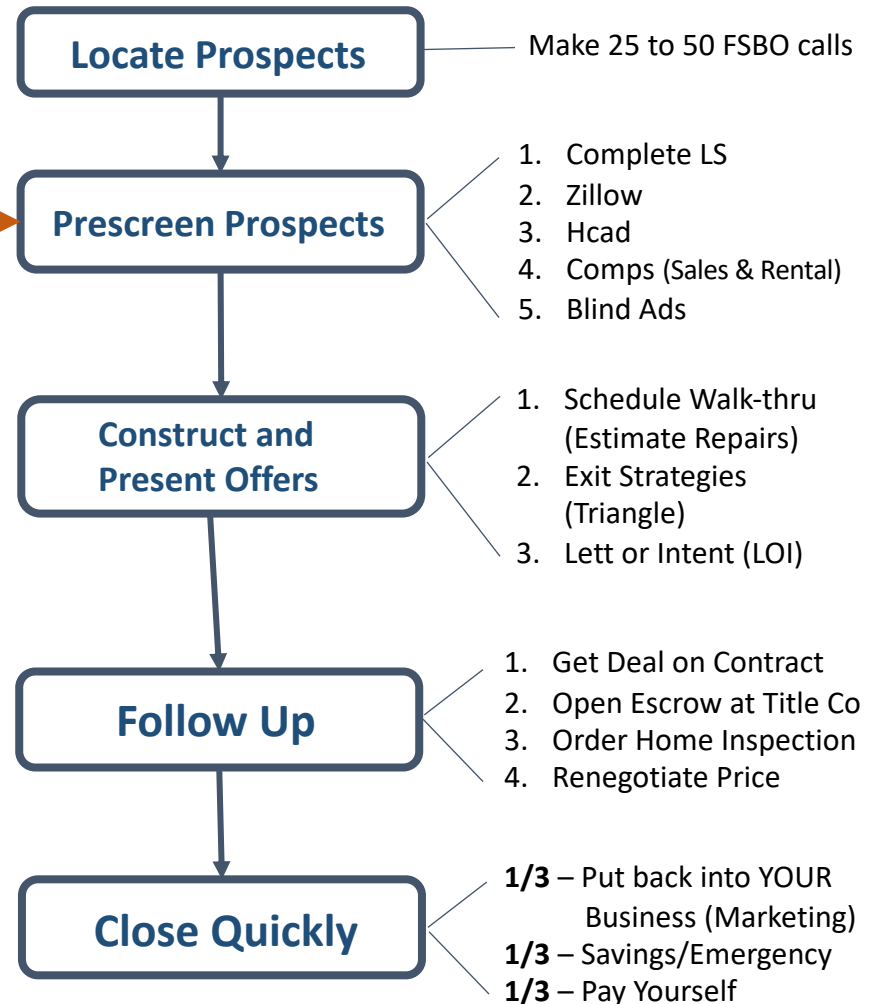 Locate Prospects
Make 25 to 50 FSBO calls
Prescreen Prospects
1. Complete LS
2. Zillow
3. Hcad
4. Comps (Sales & Rental)
5. Blind Ads
Construct and
Present Offers
1. Schedule Walk-thru
(Estimate Repairs)
2. Exit Strategies
(Triangle)
3. Lett or Intent (LOI)
Follow Up
1. Get Deal on Contract
2. Open Escrow at Title Co
3. Order Home Inspection
4. Renegotiate Price
Close Quickly
1/3 – Put back into YOUR
Business (Marketing)
1/3 – Savings/Emergency
1/3 – Pay Yourself